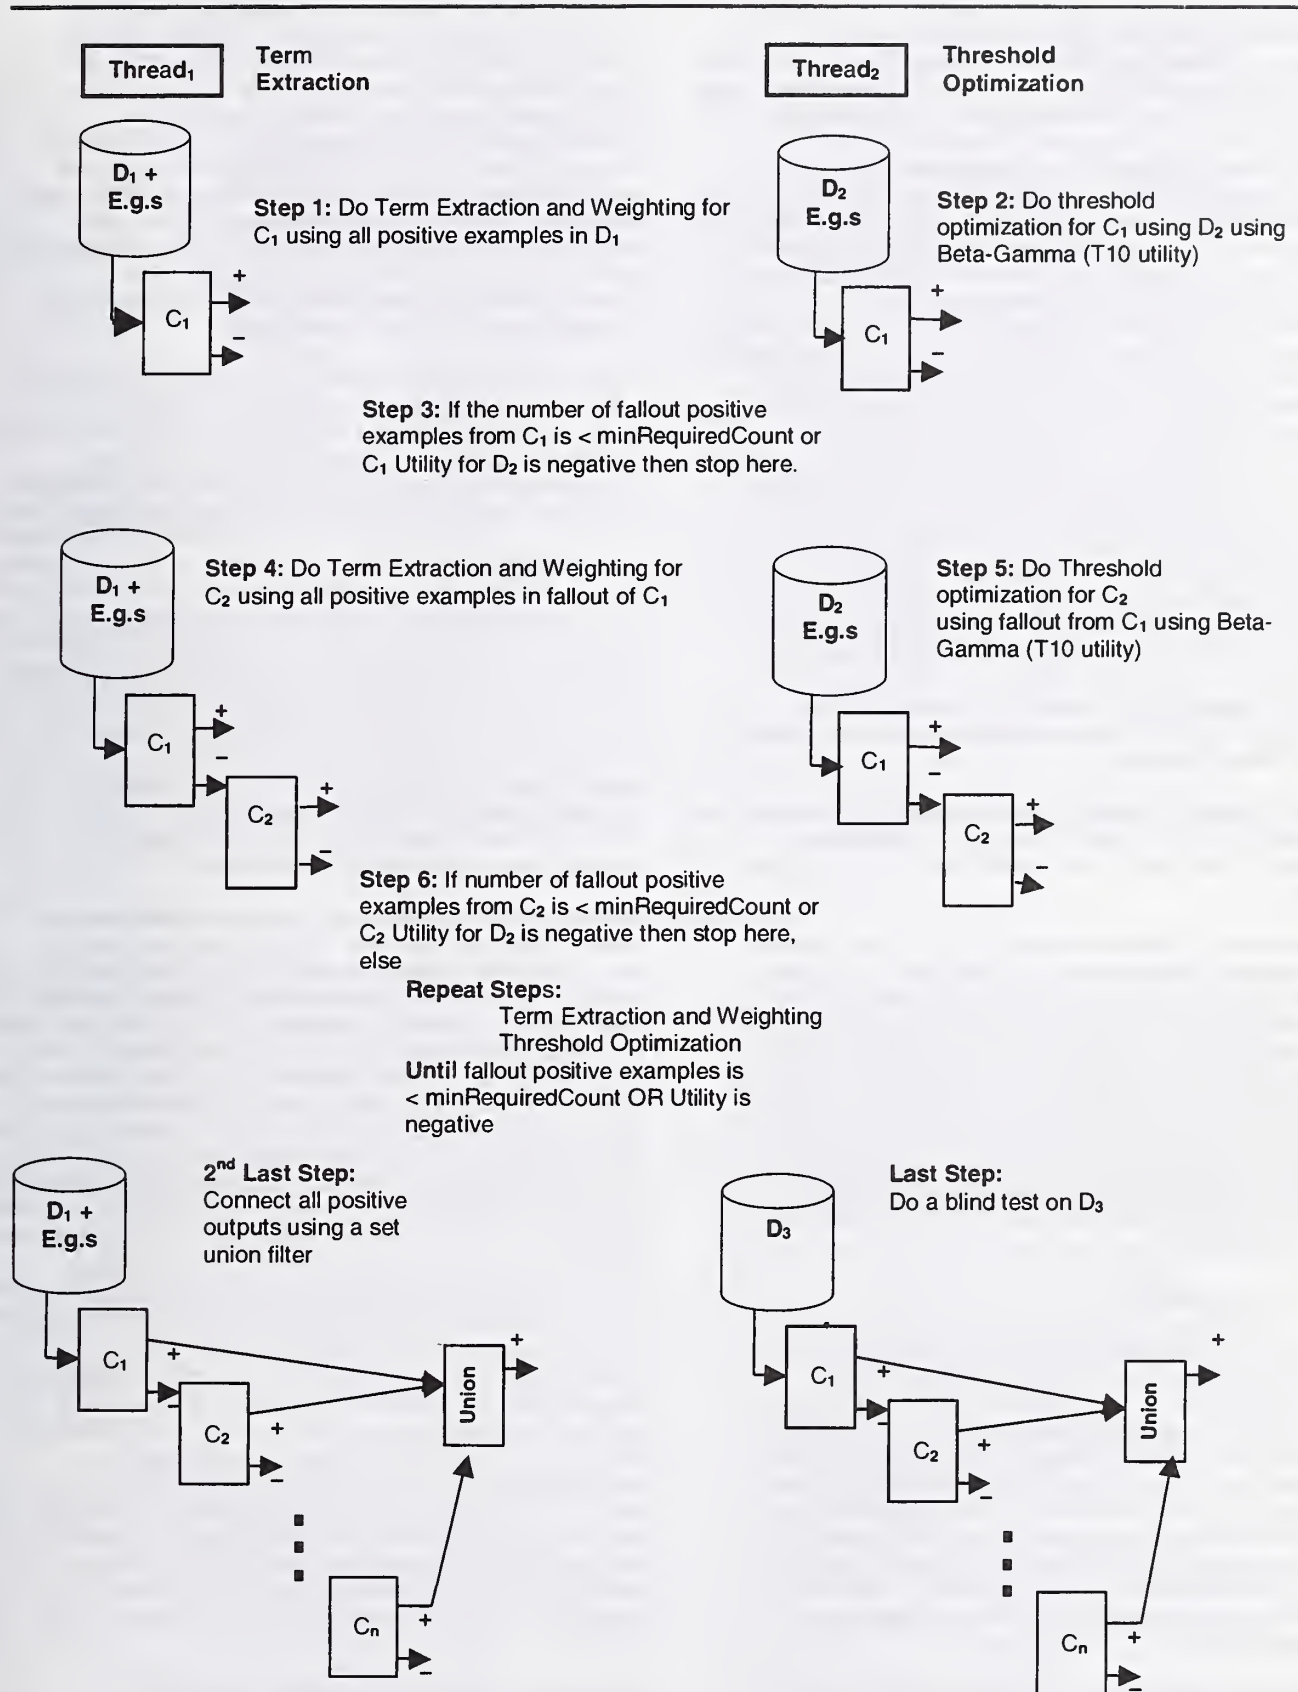 Thread₁
Term
Extraction
Thread₂
Threshold
Optimization
D₁ +
E.g.s
Step 1: Do Term Extraction and Weighting for
C₁ using all positive examples in D₁
+
C₁
–
D₂
E.g.s
Step 2: Do threshold
optimization for C₁ using D₂ using
Beta-Gamma (T10 utility)
+
C₁
–
Step 3: If the number of fallout positive
examples from C₁ is < minRequiredCount or
C₁ Utility for D₂ is negative then stop here.
D₁ +
E.g.s
Step 4: Do Term Extraction and Weighting for
C₂ using all positive examples in fallout of C₁
+
C₁
–
+
C₂
–
D₂
E.g.s
Step 5: Do Threshold
optimization for C₂
using fallout from C₁ using Beta-
Gamma (T10 utility)
+
C₁
–
+
C₂
–
Step 6: If number of fallout positive
examples from C₂ is < minRequiredCount or
C₂ Utility for D₂ is negative then stop here,
else
Repeat Steps:
Term Extraction and Weighting
Threshold Optimization
Until fallout positive examples is
< minRequiredCount OR Utility is
negative
2nd Last Step:
Connect all positive
outputs using a set
union filter
D₁ +
E.g.s
C₁
+
–
C₂
+
–
Union
+
Cₙ
+
–
Last Step:
Do a blind test on D₃
D₃
C₁
+
–
C₂
+
–
Union
+
Cₙ
+
–